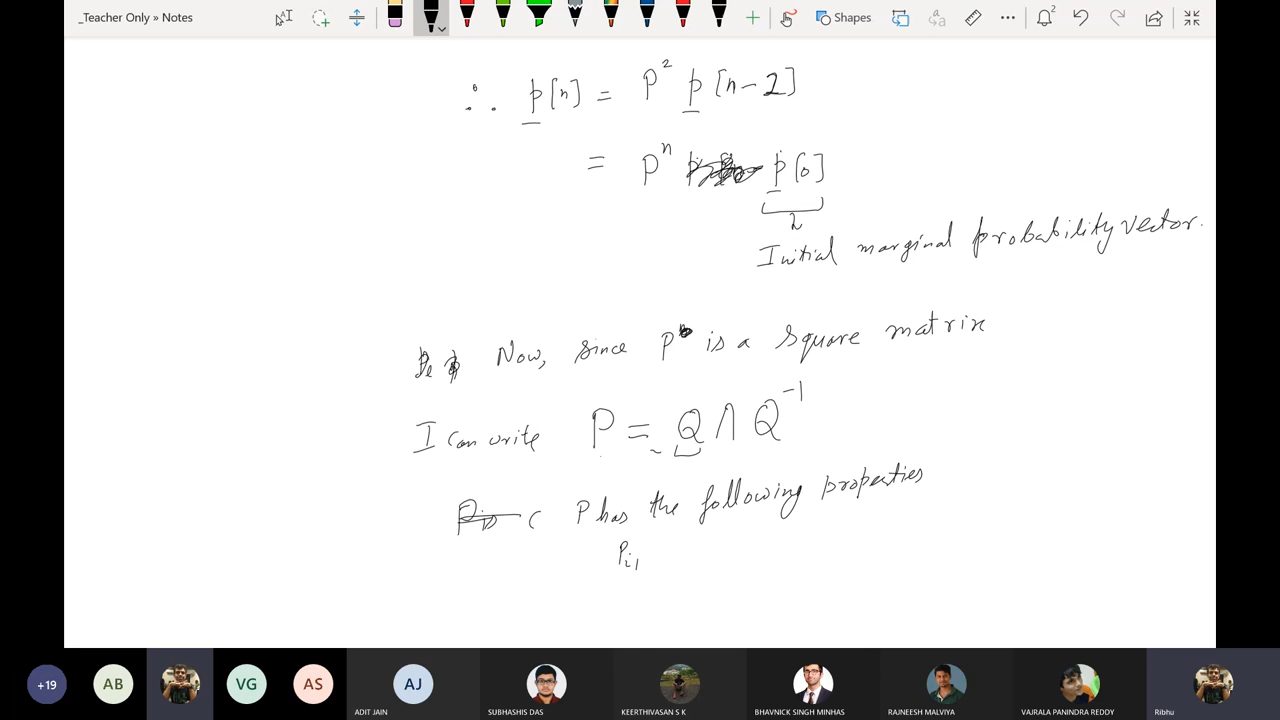 _Teacher Only » Notes
Shapes
2
∴ p[n] = P² p[n-2]
= Pⁿ p[0]
Initial marginal probability vector.
Now, since P is a square matrix
I can write P = Q Λ Q⁻¹
P has the following properties
+19
AB
VG
AS
AJ
ADIT JAIN
SUBHASHIS DAS
KEERTHIVASAN S K
BHAVNICK SINGH MINHAS
RAJNEESH MALVIYA
VAJRALA PANINDRA REDDY
Ribhu